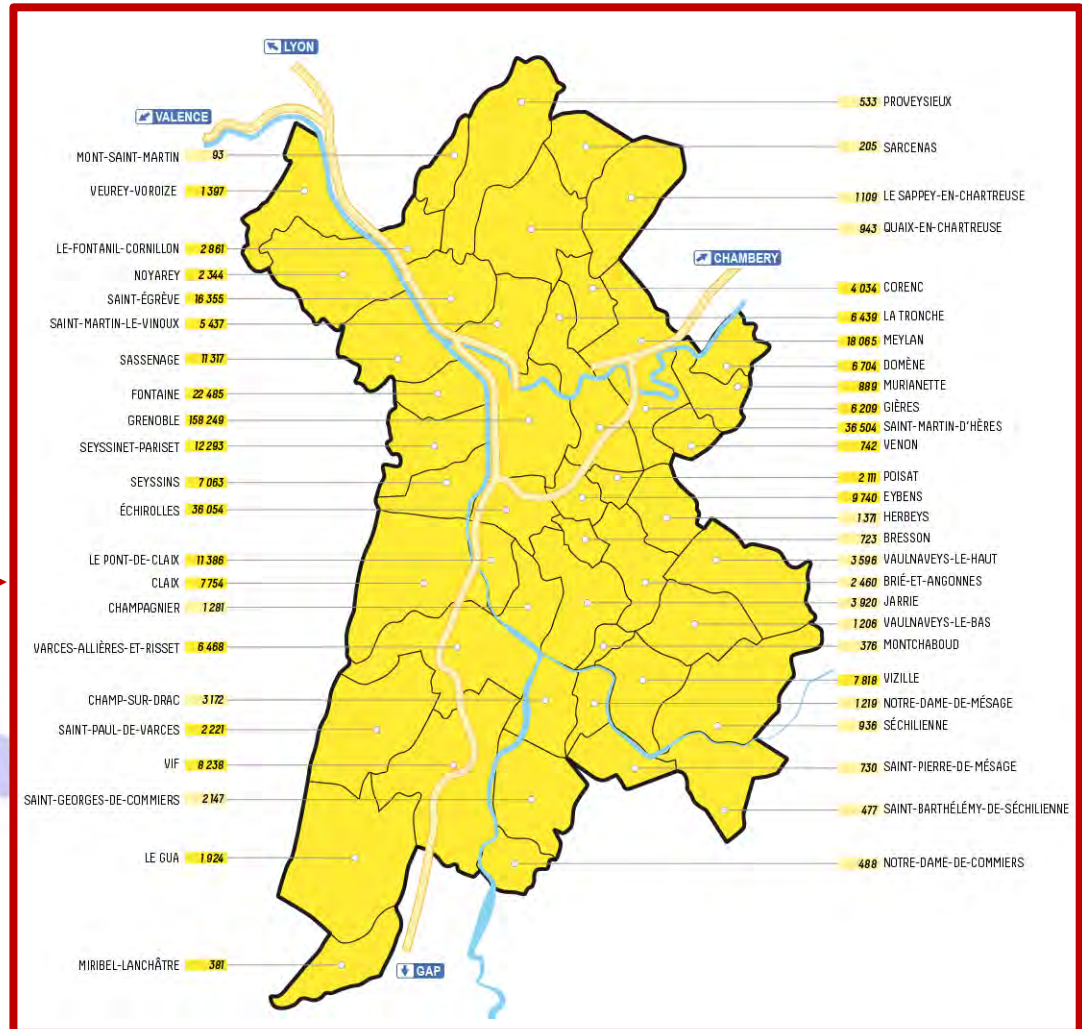 LYON
VALENCE
MONT-SAINT-MARTIN 93
VEUREY-VOROIZE 1 397
LE-FONTANIL-CORNILLON 2 861
NOYAREY 2 344
SAINT-ÉGRÈVE 16 355
SAINT-MARTIN-LE-VINOUX 5 437
SASSENAGE 11 317
FONTAINE 22 485
GRENOBLE 158 249
SEYSSINET-PARISET 12 293
SEYSSINS 7 063
ÉCHIROLLES 36 054
LE PONT-DE-CLAIX 11 386
CLAIX 7 754
CHAMPAGNIER 1 281
VARCES-ALLIÈRES-ET-RISSET 6 468
CHAMP-SUR-DRAC 3 172
SAINT-PAUL-DE-VARCES 2 221
VIF 8 238
SAINT-GEORGES-DE-COMMIERS 2 147
LE GUA 1 924
MIRIBEL-LANCHÂTRE 381
GAP
533 PROVEYSIEUX
205 SARCENAS
1 109 LE SAPPEY-EN-CHARTREUSE
943 QUAIX-EN-CHARTREUSE
CHAMBERY
4 034 CORENC
6 439 LA TRONCHE
18 065 MEYLAN
6 704 DOMÈNE
889 MURIANETTE
6 209 GIÈRES
36 504 SAINT-MARTIN-D'HÈRES
742 VENON
2 111 POISAT
9 740 EYBENS
1 371 HERBEYS
723 BRESSON
3 596 VAULNAVEYS-LE-HAUT
2 460 BRIÉ-ET-ANGONNES
3 920 JARRIE
1 206 VAULNAVEYS-LE-BAS
376 MONTCHABOUD
7 818 VIZILLE
1 219 NOTRE-DAME-DE-MÉSAGE
936 SÉCHILIENNE
730 SAINT-PIERRE-DE-MÉSAGE
477 SAINT-BARTHÉLÉMY-DE-SÉCHILIENNE
488 NOTRE-DAME-DE-COMMIERS